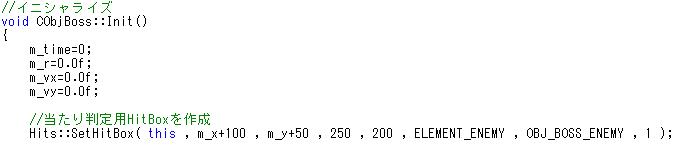 //イニシャライズ
void CObjBoss::Init()
{
m_time=0;
m_r=0.0f;
m_vx=0.0f;
m_vy=0.0f;
//当たり判定用HitBoxを作成
Hits::SetHitBox( this , m_x+100 , m_y+50 , 250 , 200 , ELEMENT_ENEMY , OBJ_BOSS_ENEMY , 1 );